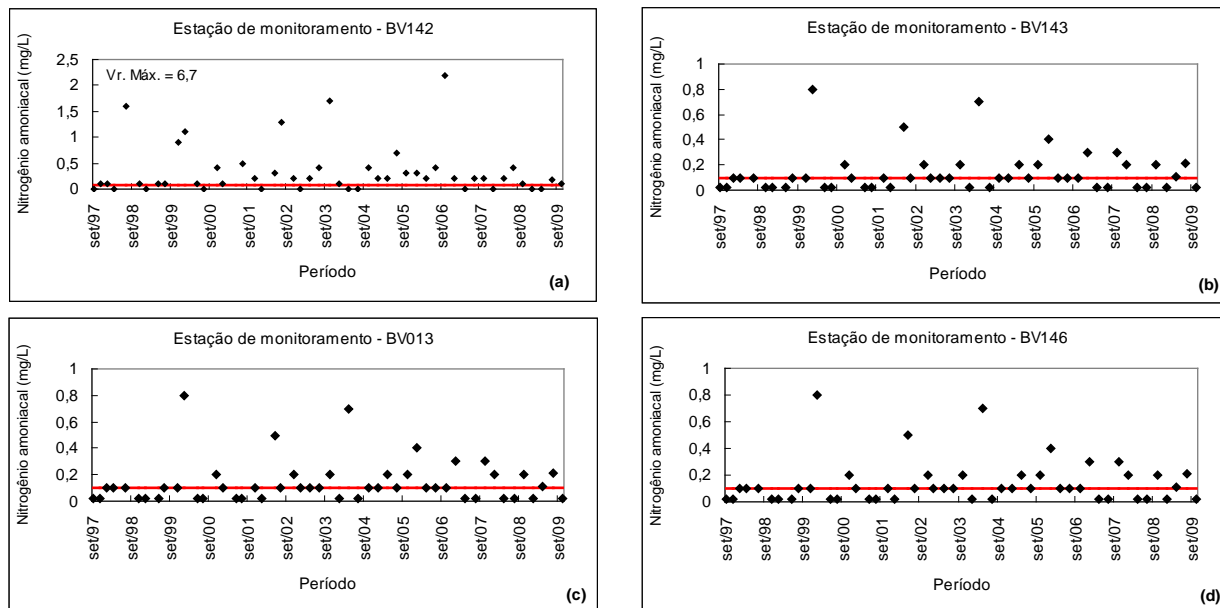 Estação de monitoramento - BV142
Nitrogênio amoniacal (mg/L)
Vr. Máx. = 6,7
2,5
2
1,5
1
0,5
0
set/97
set/98
set/99
set/00
set/01
set/02
set/03
set/04
set/05
set/06
set/07
set/08
set/09
Período
(a)
Estação de monitoramento - BV143
Nitrogênio amoniacal (mg/L)
1
0,8
0,6
0,4
0,2
0
set/97
set/98
set/99
set/00
set/01
set/02
set/03
set/04
set/05
set/06
set/07
set/08
set/09
Período
(b)
Estação de monitoramento - BV013
Nitrogênio amoniacal (mg/L)
1
0,8
0,6
0,4
0,2
0
set/97
set/98
set/99
set/00
set/01
set/02
set/03
set/04
set/05
set/06
set/07
set/08
set/09
Período
(c)
Estação de monitoramento - BV146
Nitrogênio amoniacal (mg/L)
1
0,8
0,6
0,4
0,2
0
set/97
set/98
set/99
set/00
set/01
set/02
set/03
set/04
set/05
set/06
set/07
set/08
set/09
Período
(d)